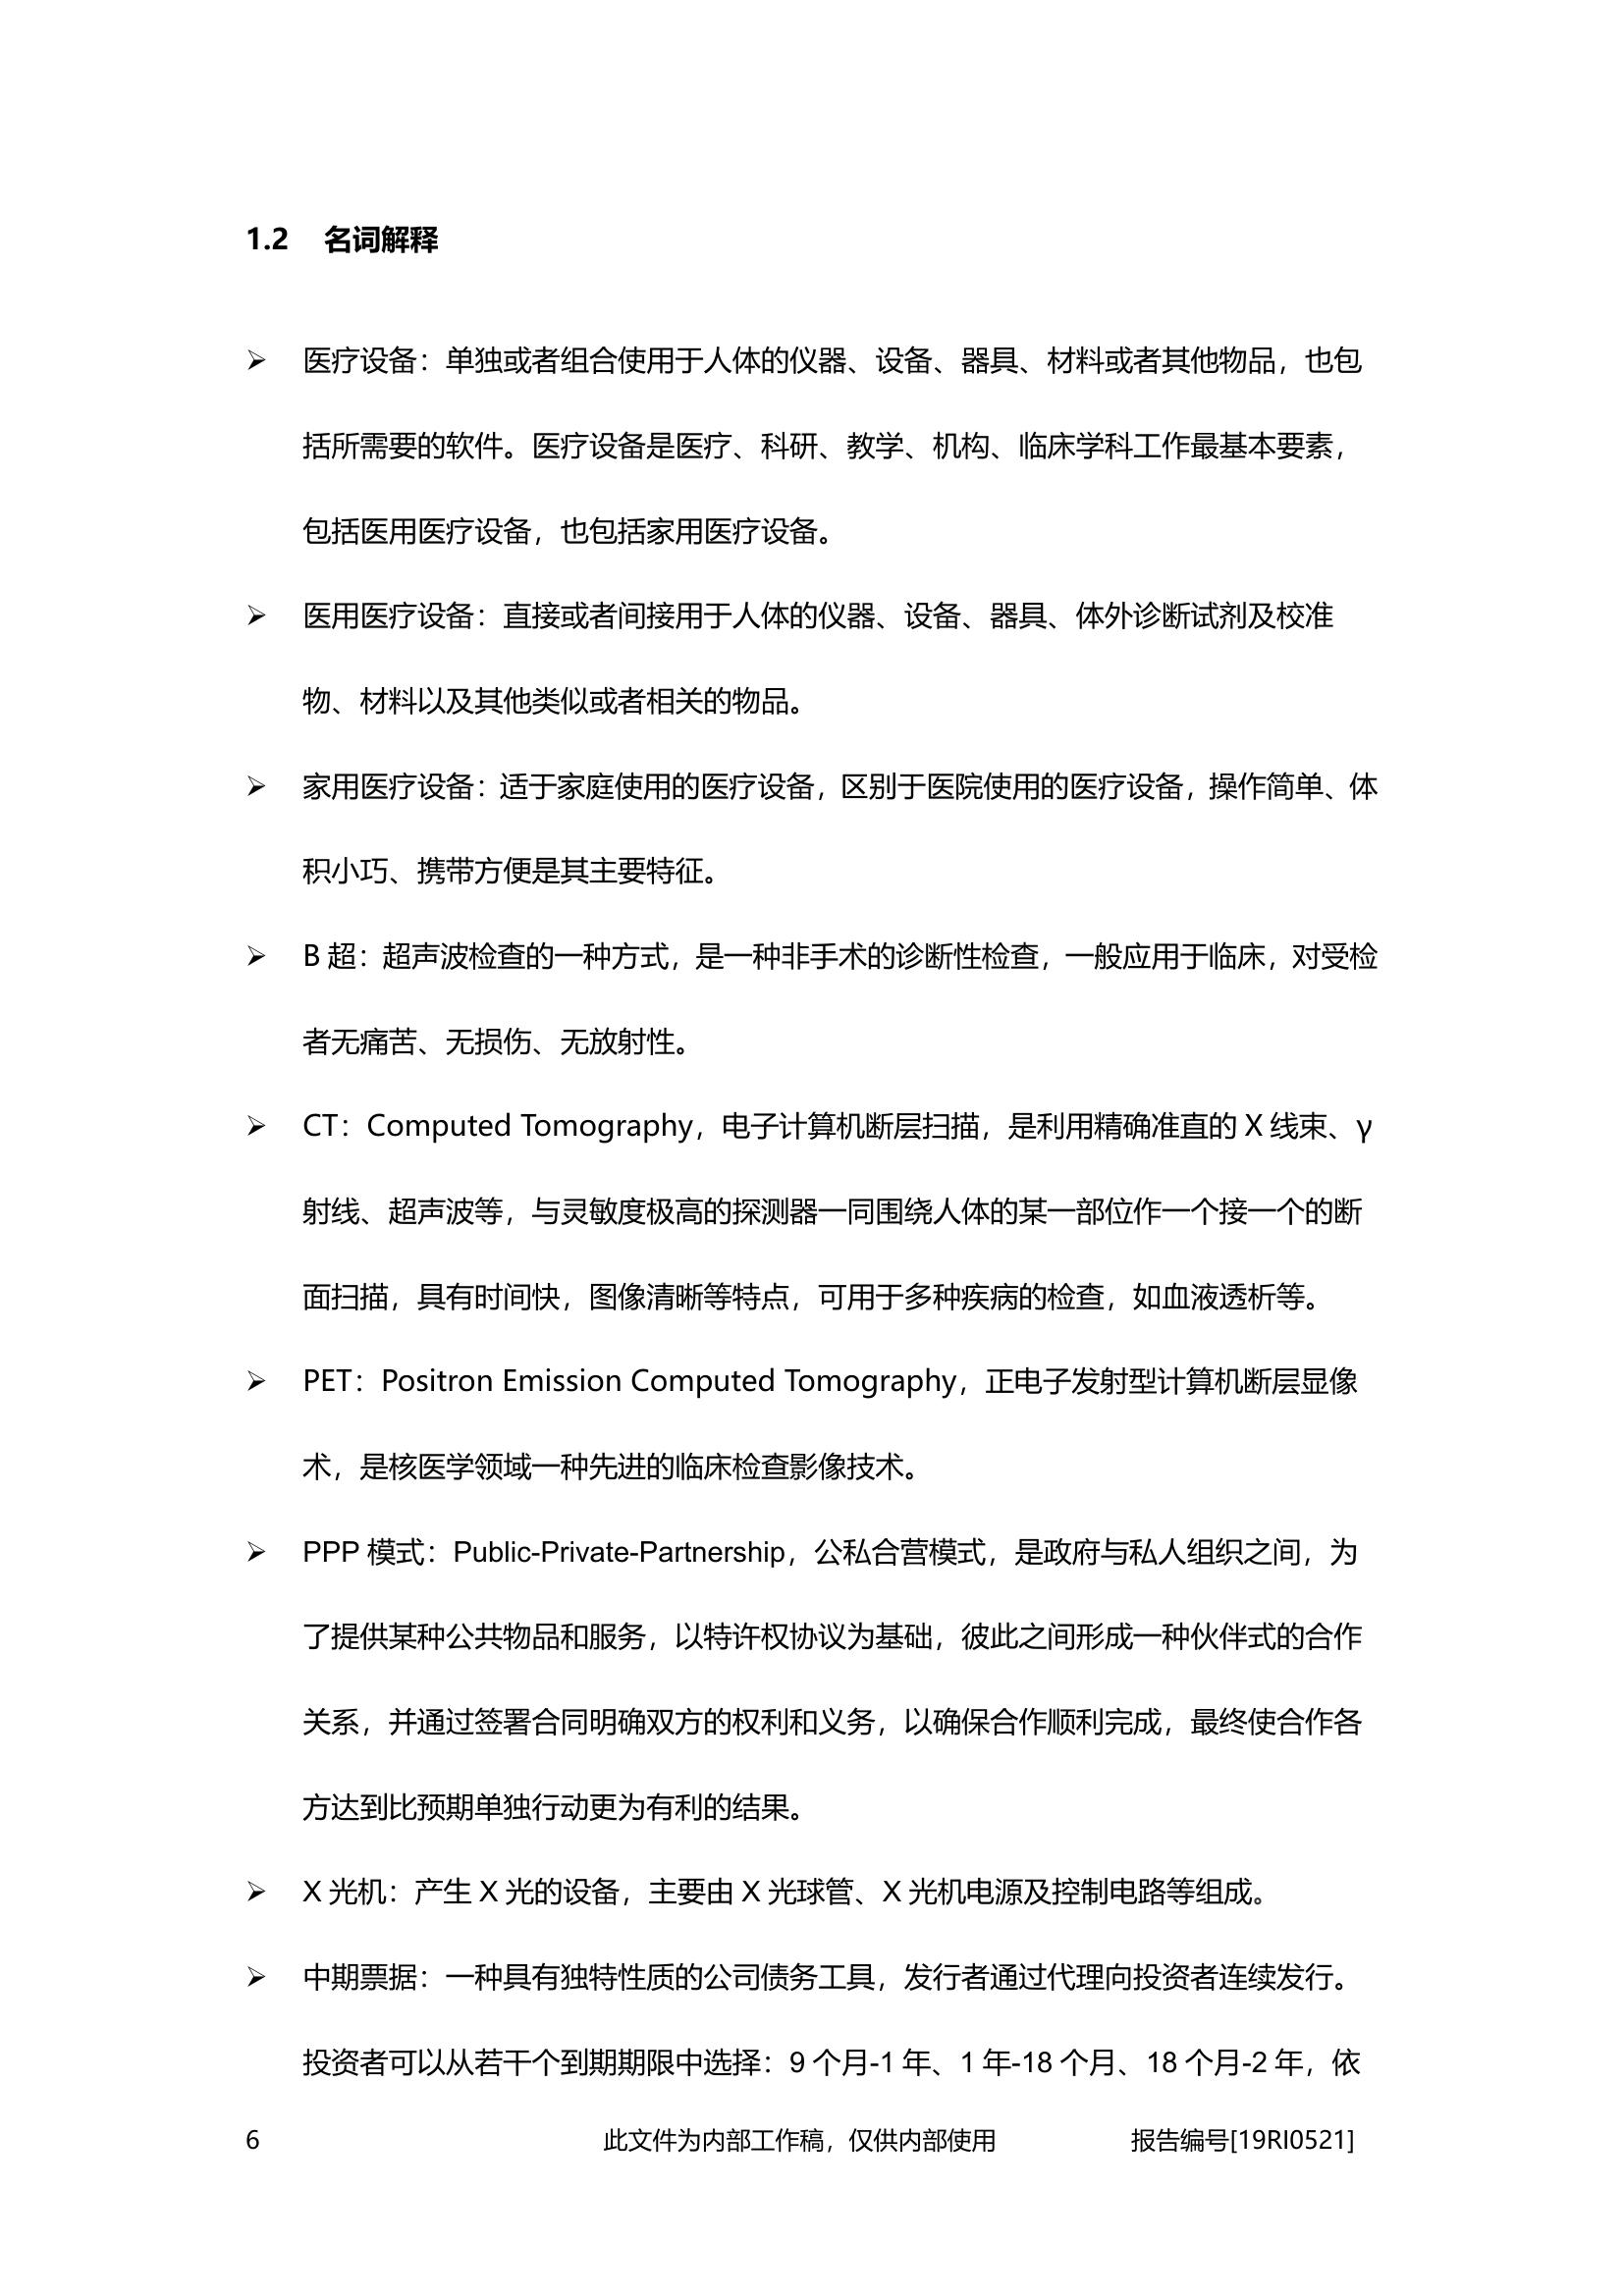 1.2 名词解释
➢ 医疗设备：单独或者组合使用于人体的仪器、设备、器具、材料或者其他物品，也包
括所需要的软件。医疗设备是医疗、科研、教学、机构、临床学科工作最基本要素，
包括医用医疗设备，也包括家用医疗设备。
➢ 医用医疗设备：直接或者间接用于人体的仪器、设备、器具、体外诊断试剂及校准
物、材料以及其他类似或者相关的物品。
➢ 家用医疗设备：适于家庭使用的医疗设备，区别于医院使用的医疗设备，操作简单、体
积小巧、携带方便是其主要特征。
➢ B 超：超声波检查的一种方式，是一种非手术的诊断性检查，一般应用于临床，对受检
者无痛苦、无损伤、无放射性。
➢ CT：Computed Tomography，电子计算机断层扫描，是利用精确准直的 X 线束、γ
射线、超声波等，与灵敏度极高的探测器一同围绕人体的某一部位作一个接一个的断
面扫描，具有时间快，图像清晰等特点，可用于多种疾病的检查，如血液透析等。
➢ PET：Positron Emission Computed Tomography，正电子发射型计算机断层显像
术，是核医学领域一种先进的临床检查影像技术。
➢ PPP 模式：Public-Private-Partnership，公私合营模式，是政府与私人组织之间，为
了提供某种公共物品和服务，以特许权协议为基础，彼此之间形成一种伙伴式的合作
关系，并通过签署合同明确双方的权利和义务，以确保合作顺利完成，最终使合作各
方达到比预期单独行动更为有利的结果。
➢ X 光机：产生 X 光的设备，主要由 X 光球管、X 光机电源及控制电路等组成。
➢ 中期票据：一种具有独特性质的公司债务工具，发行者通过代理向投资者连续发行。
投资者可以从若干个到期期限中选择：9 个月-1 年、1 年-18 个月、18 个月-2 年，依
6 此文件为内部工作稿，仅供内部使用 报告编号[19RI0521]